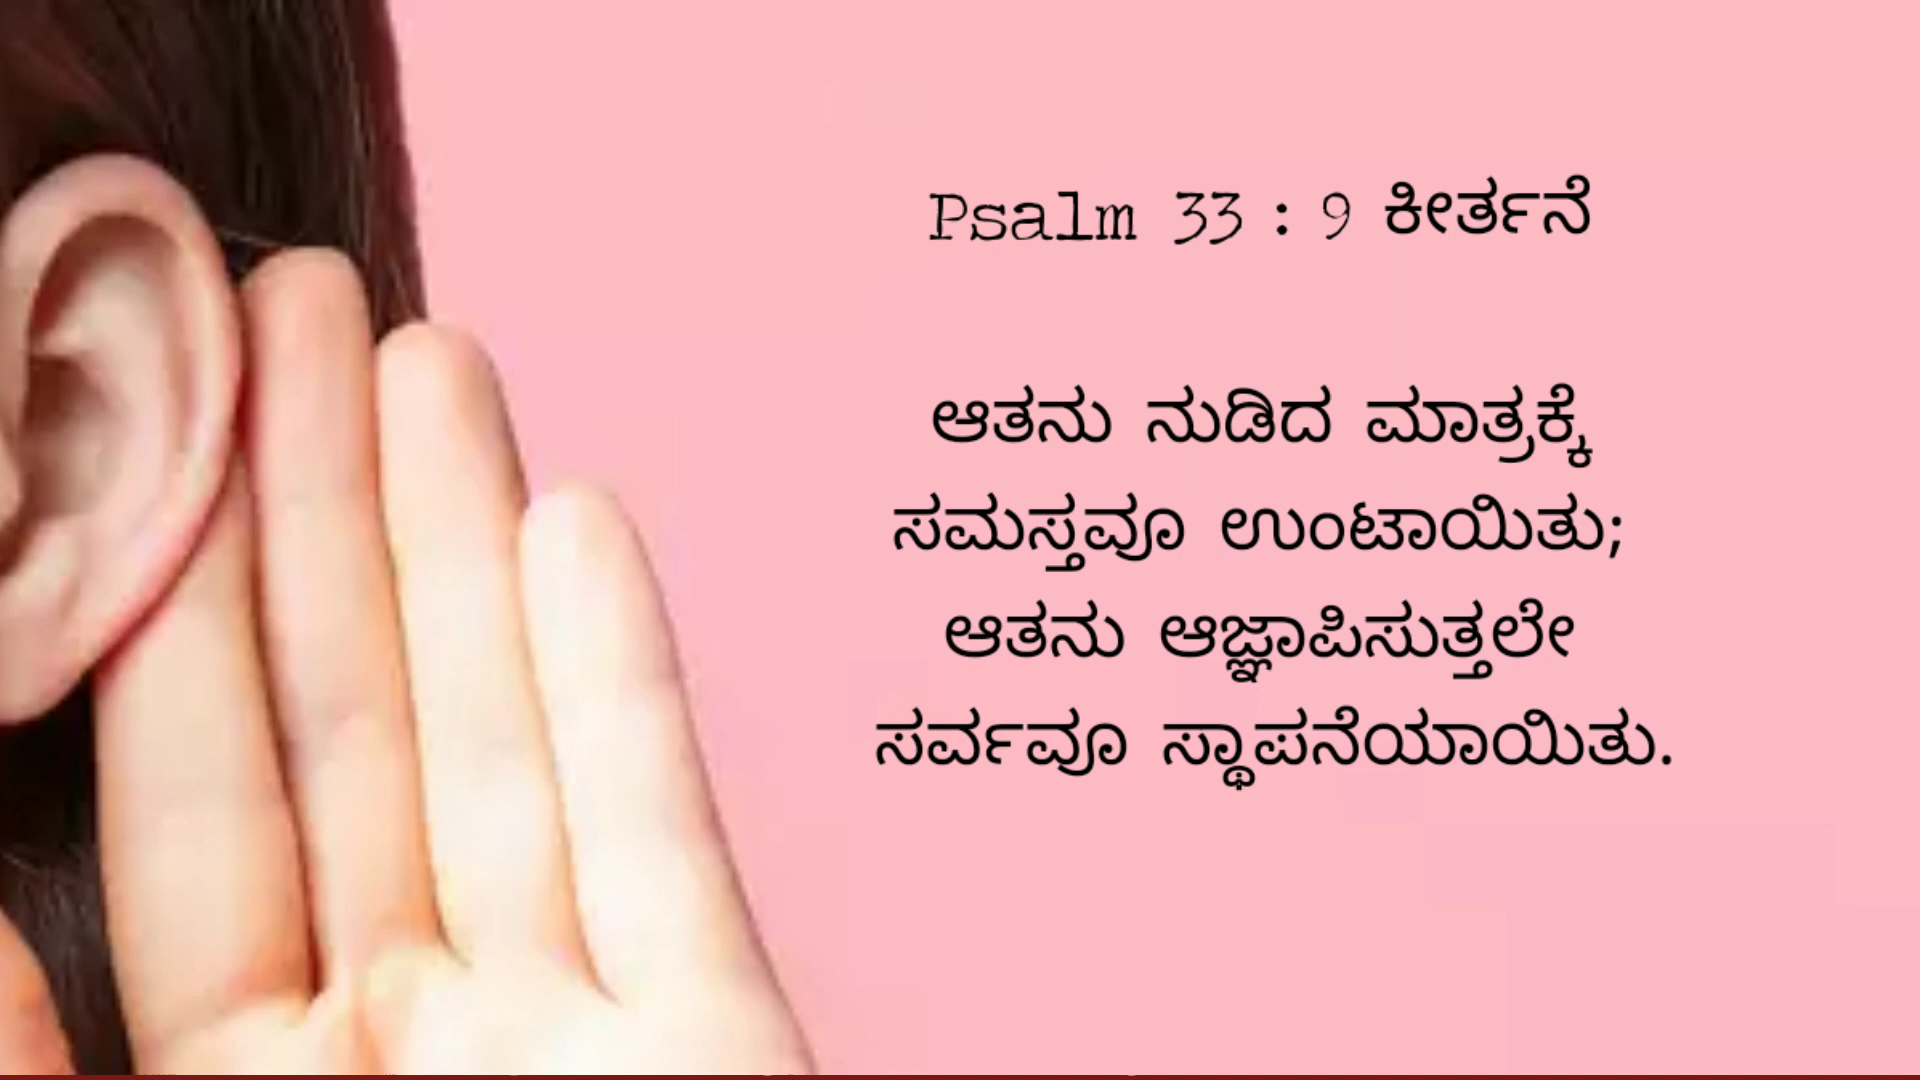 Psalm 33 : 9 ಕೀರ್ತನೆ
ಆತನು ನುಡಿದ ಮಾತ್ರಕ್ಕೆ
ಸಮಸ್ತವೂ ಉಂಟಾಯಿತು;
ಆತನು ಆಜ್ಞಾಪಿಸುತ್ತಲೇ
ಸರ್ವವೂ ಸ್ಥಾಪನೆಯಾಯಿತು.